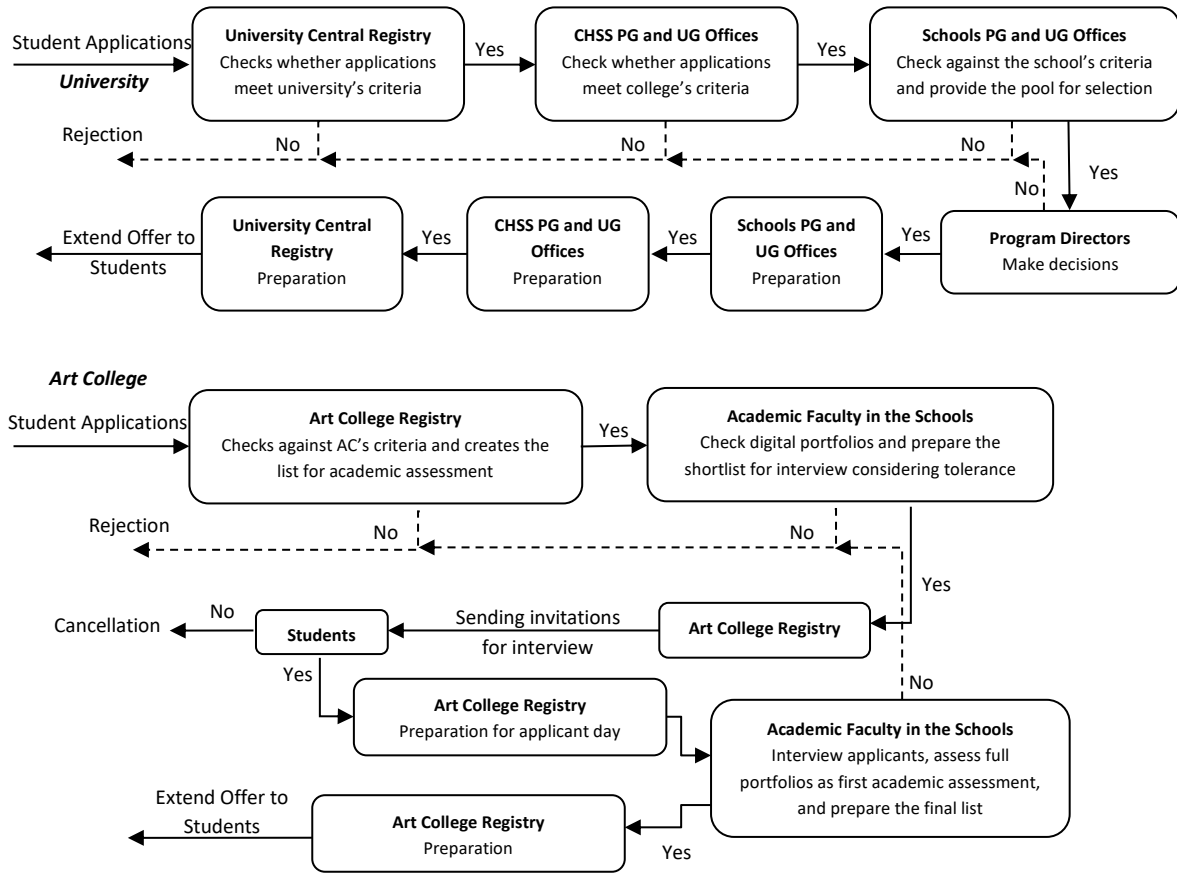 Student Applications
University
University Central Registry
Checks whether applications
meet university's criteria
Yes
CHSS PG and UG Offices
Check whether applications
meet college's criteria
Yes
Schools PG and UG Offices
Check against the school's criteria
and provide the pool for selection
Rejection
No
No
No
No
Yes
Extend Offer to
Students
University Central
Registry
Preparation
Yes
CHSS PG and UG
Offices
Preparation
Yes
Schools PG and
UG Offices
Preparation
Yes
Program Directors
Make decisions
Art College
Student Applications
Art College Registry
Checks against AC's criteria and creates the
list for academic assessment
Yes
Academic Faculty in the Schools
Check digital portfolios and prepare the
shortlist for interview considering tolerance
Rejection
No
No
Yes
Cancellation
No
Students
Sending invitations
for interview
Art College Registry
Yes
No
Art College Registry
Preparation for applicant day
Academic Faculty in the Schools
Interview applicants, assess full
portfolios as first academic assessment,
and prepare the final list
Extend Offer to
Students
Art College Registry
Preparation
Yes